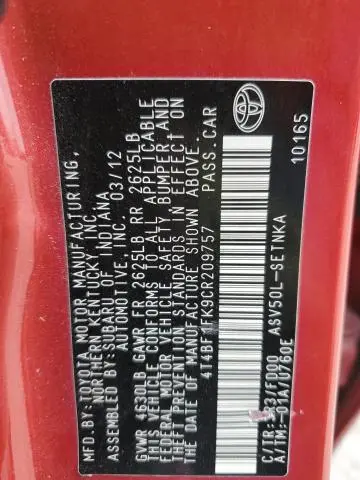 MFD.BY:TOYOTA MOTOR MANUFACTURING,
NORTHERN KENTUCKY, INC.
ASSEMBLED BY:SUBARU OF INDIANA
AUTOMOTIVE, INC. 03/12
GVWR 4630LB GAWR FR 2625LB RR 2625LB
THIS VEHICLE CONFORMS TO ALL APPLICABLE
FEDERAL MOTOR VEHICLE SAFETY, BUMPER, AND
THEFT PREVENTION STANDARDS IN EFFECT ON
THE DATE OF MANUFACTURE SHOWN ABOVE.
PASS.CAR
C/TR: ASV50L-SETNKA
A/TM:-01A/U760E
10165